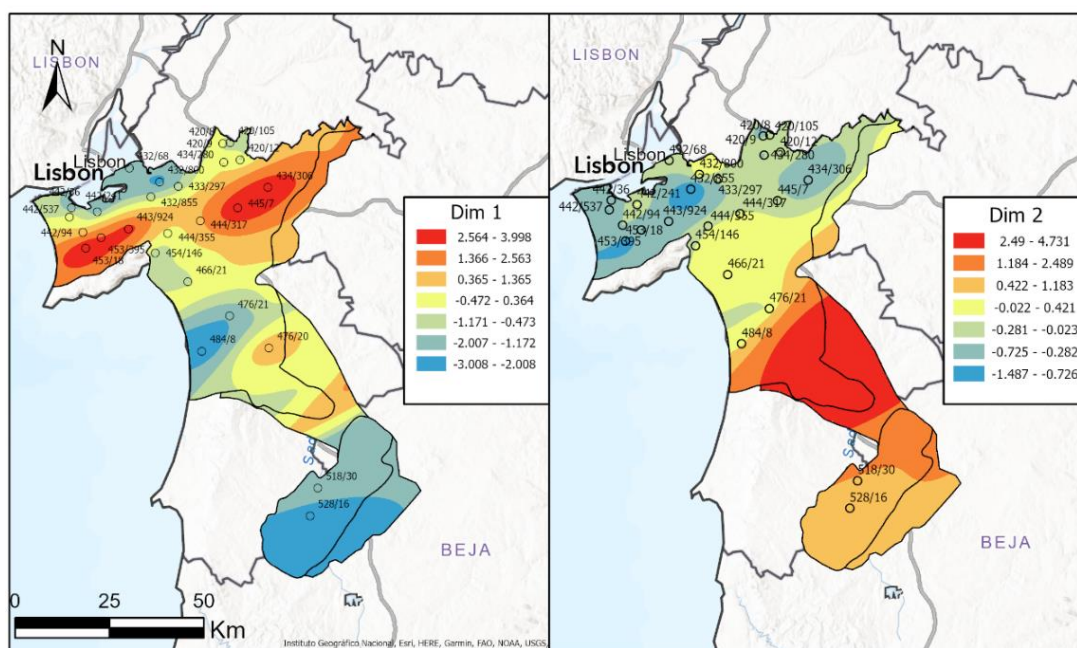 N
LISBON
Lisbon
Lisbon
420/8
420/105
420/9
420/12
434/280
432/68
432/800
434/306
433/297
445/7
442/241
442/537
432/855
443/924
444/317
442/94
444/355
453/395
454/146
453/18
466/21
476/21
484/8
476/20
518/30
528/16
BEJA
0 25 50
Km
Instituto Geográfico Nacional, Esri, HERE, Garmin, FAO, NOAA, USGS
Dim 1
2.564 - 3.998
1.366 - 2.563
0.365 - 1.365
-0.472 - 0.364
-1.171 - -0.473
-2.007 - -1.172
-3.008 - -2.008
LISBON
Lisbon
Lisbon
420/8
420/105
420/9
420/12
434/280
432/68
432/800
434/306
433/297
445/7
442/36
442/241
442/537
444/317
442/94
443/924
453/18
454/146
453/395
466/21
476/21
484/8
518/30
528/16
BEJA
Dim 2
2.49 - 4.731
1.184 - 2.489
0.422 - 1.183
-0.022 - 0.421
-0.281 - -0.023
-0.725 - -0.282
-1.487 - -0.726